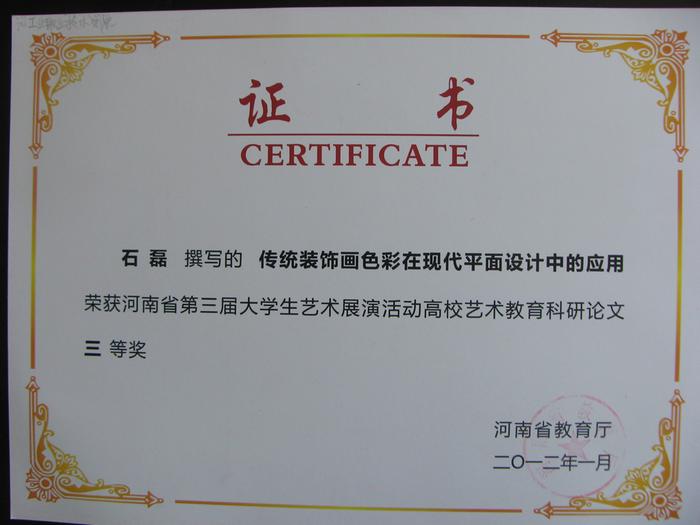 证 书
CERTIFICATE
石磊 撰写的 传统装饰画色彩在现代平面设计中的应用
荣获河南省第三届大学生艺术展演活动高校艺术教育科研论文
三 等奖
河南省教育厅
二〇一二年一月